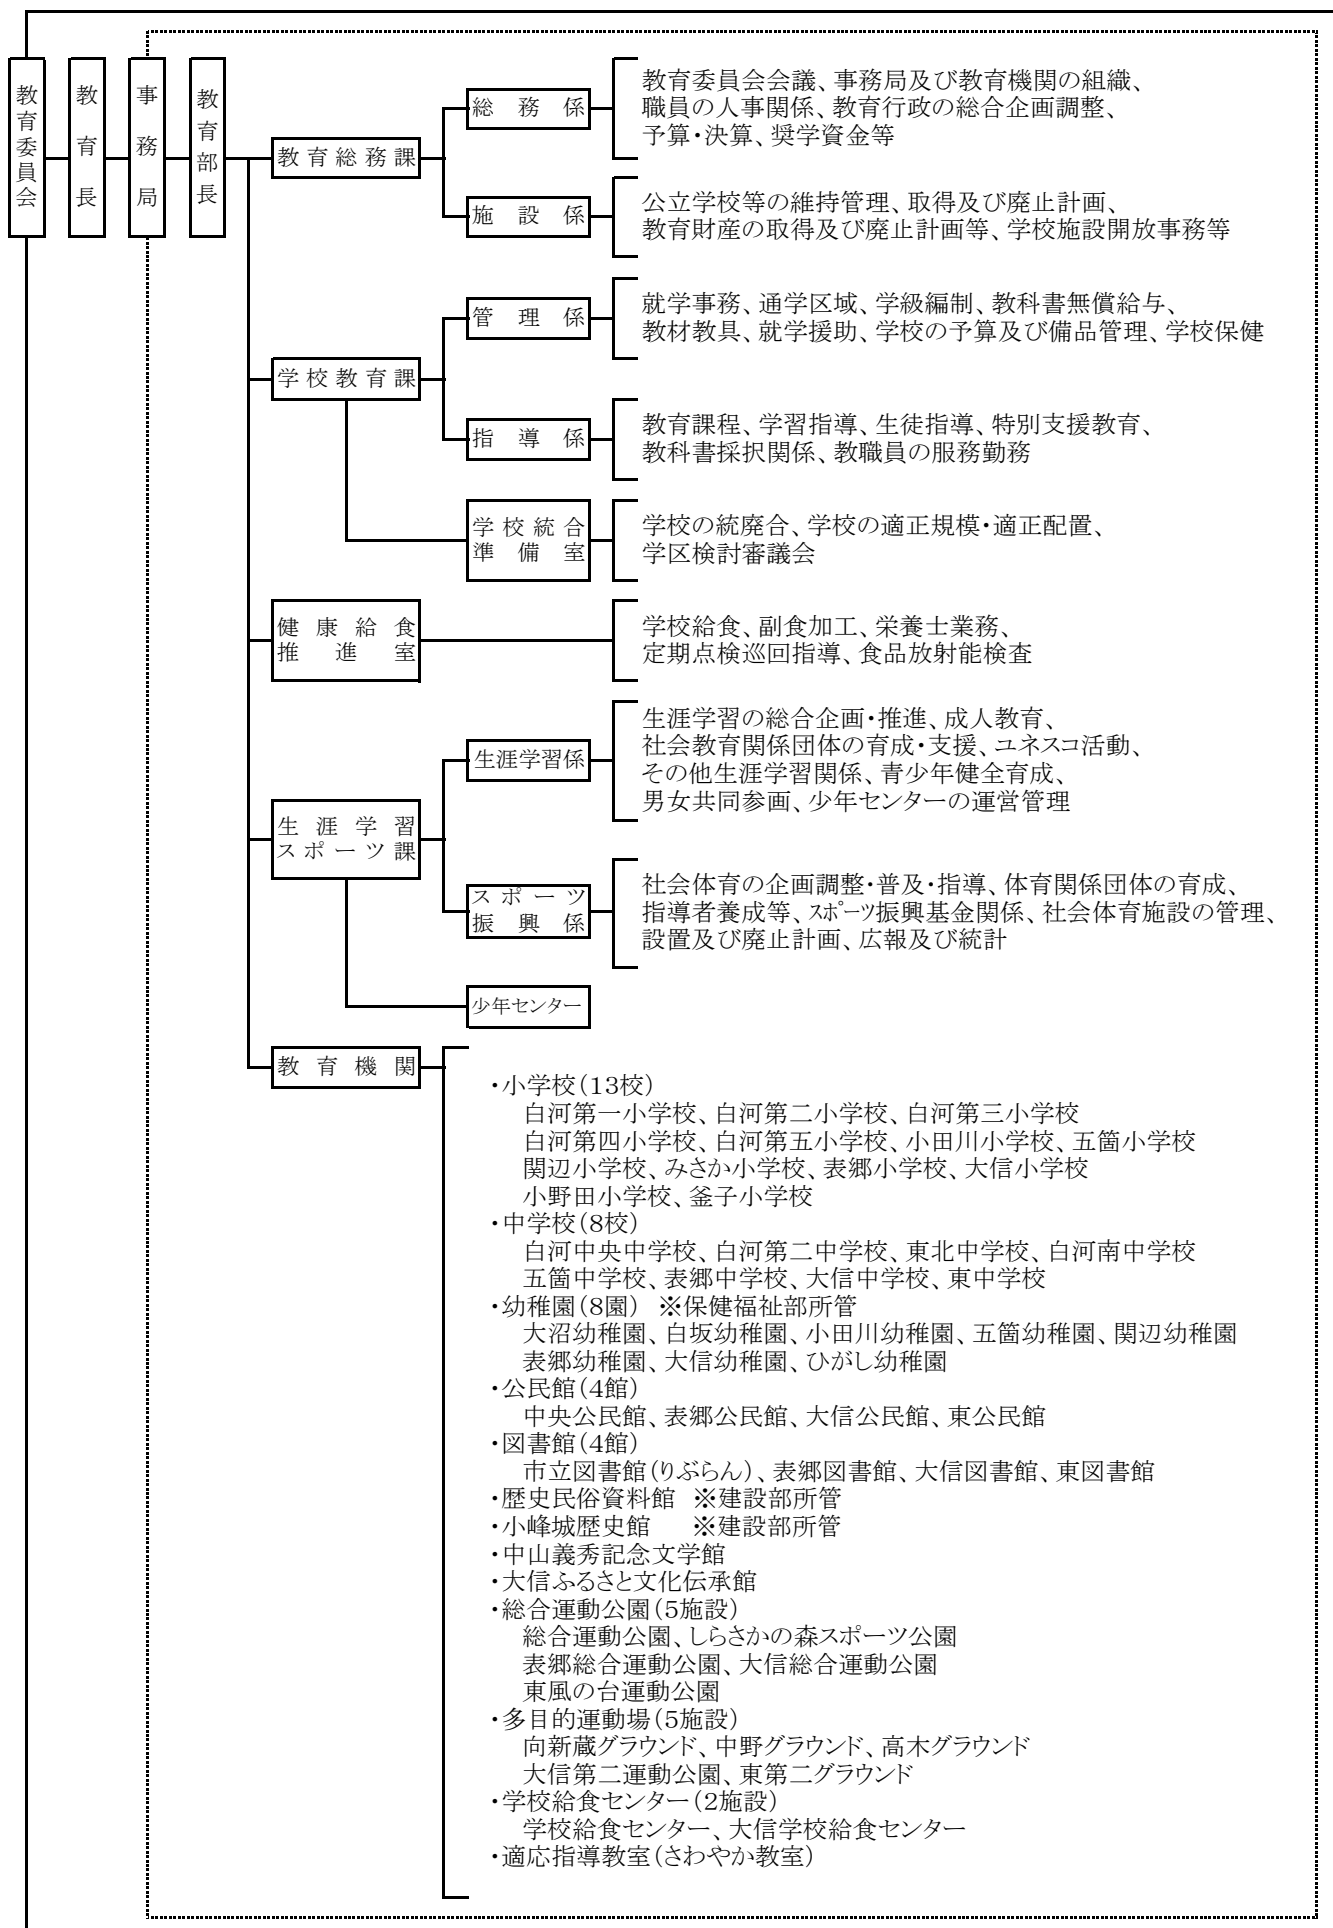 教育委員会
教育長
事務局
教育部長
教育総務課
総務係
教育委員会会議、事務局及び教育機関の組織、
職員の人事関係、教育行政の総合企画調整、
予算・決算、奨学資金等
施設係
公立学校等の維持管理、取得及び廃止計画、
教育財産の取得及び廃止計画等、学校施設開放事務等
学校教育課
管理係
就学事務、通学区域、学級編制、教科書無償給与、
教材教具、就学援助、学校の予算及び備品管理、学校保健
指導係
教育課程、学習指導、生徒指導、特別支援教育、
教科書採択関係、教職員の服務勤務
学校統合
準備室
学校の統廃合、学校の適正規模・適正配置、
学区検討審議会
健康給食
推進室
学校給食、副食加工、栄養士業務、
定期点検巡回指導、食品放射能検査
生涯学習
スポーツ課
生涯学習係
生涯学習の総合企画・推進、成人教育、
社会教育関係団体の育成・支援、ユネスコ活動、
その他生涯学習関係、青少年健全育成、
男女共同参画、少年センターの運営管理
スポーツ
振興係
社会体育の企画調整・普及・指導、体育関係団体の育成、
指導者養成等、スポーツ振興基金関係、社会体育施設の管理、
設置及び廃止計画、広報及び統計
少年センター
教育機関
・小学校(13校)
白河第一小学校、白河第二小学校、白河第三小学校
白河第四小学校、白河第五小学校、小田川小学校、五箇小学校
関辺小学校、みさか小学校、表郷小学校、大信小学校
小野田小学校、釜子小学校
・中学校(8校)
白河中央中学校、白河第二中学校、東北中学校、白河南中学校
五箇中学校、表郷中学校、大信中学校、東中学校
・幼稚園(8園) ※保健福祉部所管
大沼幼稚園、白坂幼稚園、小田川幼稚園、五箇幼稚園、関辺幼稚園
表郷幼稚園、大信幼稚園、ひがし幼稚園
・公民館(4館)
中央公民館、表郷公民館、大信公民館、東公民館
・図書館(4館)
市立図書館(りぶらん)、表郷図書館、大信図書館、東図書館
・歴史民俗資料館 ※建設部所管
・小峰城歴史館 ※建設部所管
・中山義秀記念文学館
・大信ふるさと文化伝承館
・総合運動公園(5施設)
総合運動公園、しらさかの森スポーツ公園
表郷総合運動公園、大信総合運動公園
東風の台運動公園
・多目的運動場(5施設)
向新蔵グラウンド、中野グラウンド、高木グラウンド
大信第二運動公園、東第二グラウンド
・学校給食センター(2施設)
学校給食センター、大信学校給食センター
・適応指導教室(さわやか教室)